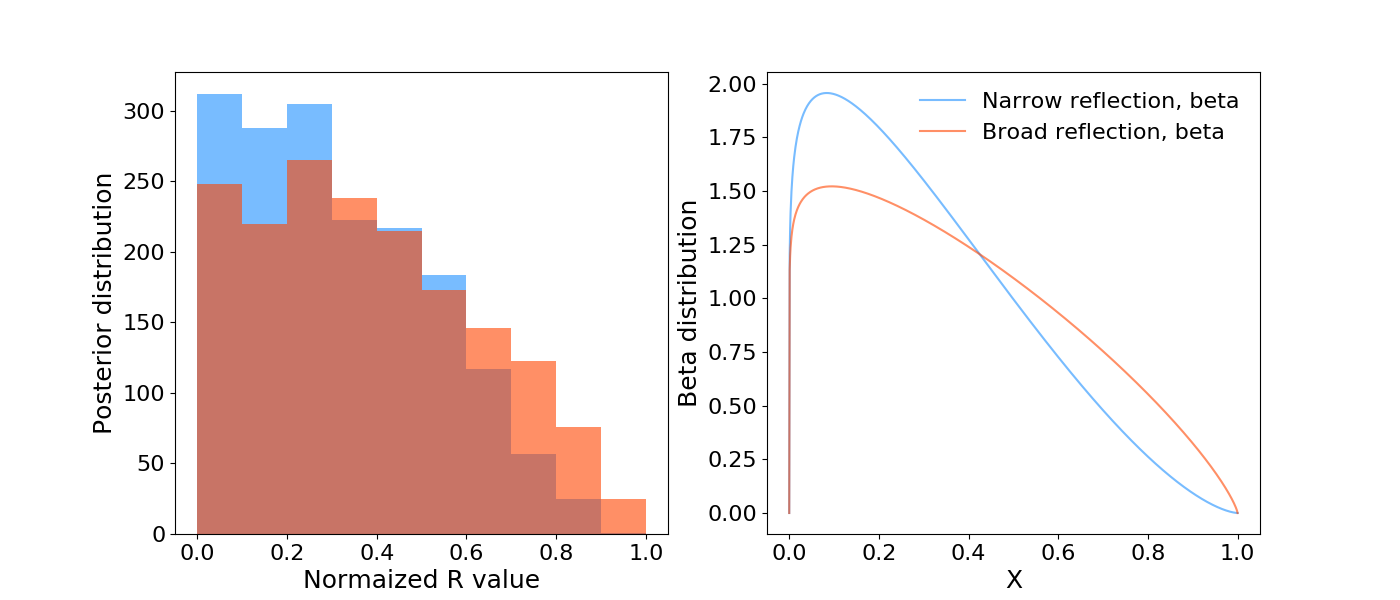 Posterior distribution
300
250
200
150
100
50
0
0.0 0.2 0.4 0.6 0.8 1.0
Normaized R value
Beta distribution
2.00
1.75
1.50
1.25
1.00
0.75
0.50
0.25
0.00
0.0 0.2 0.4 0.6 0.8 1.0
X
Narrow reflection, beta
Broad reflection, beta